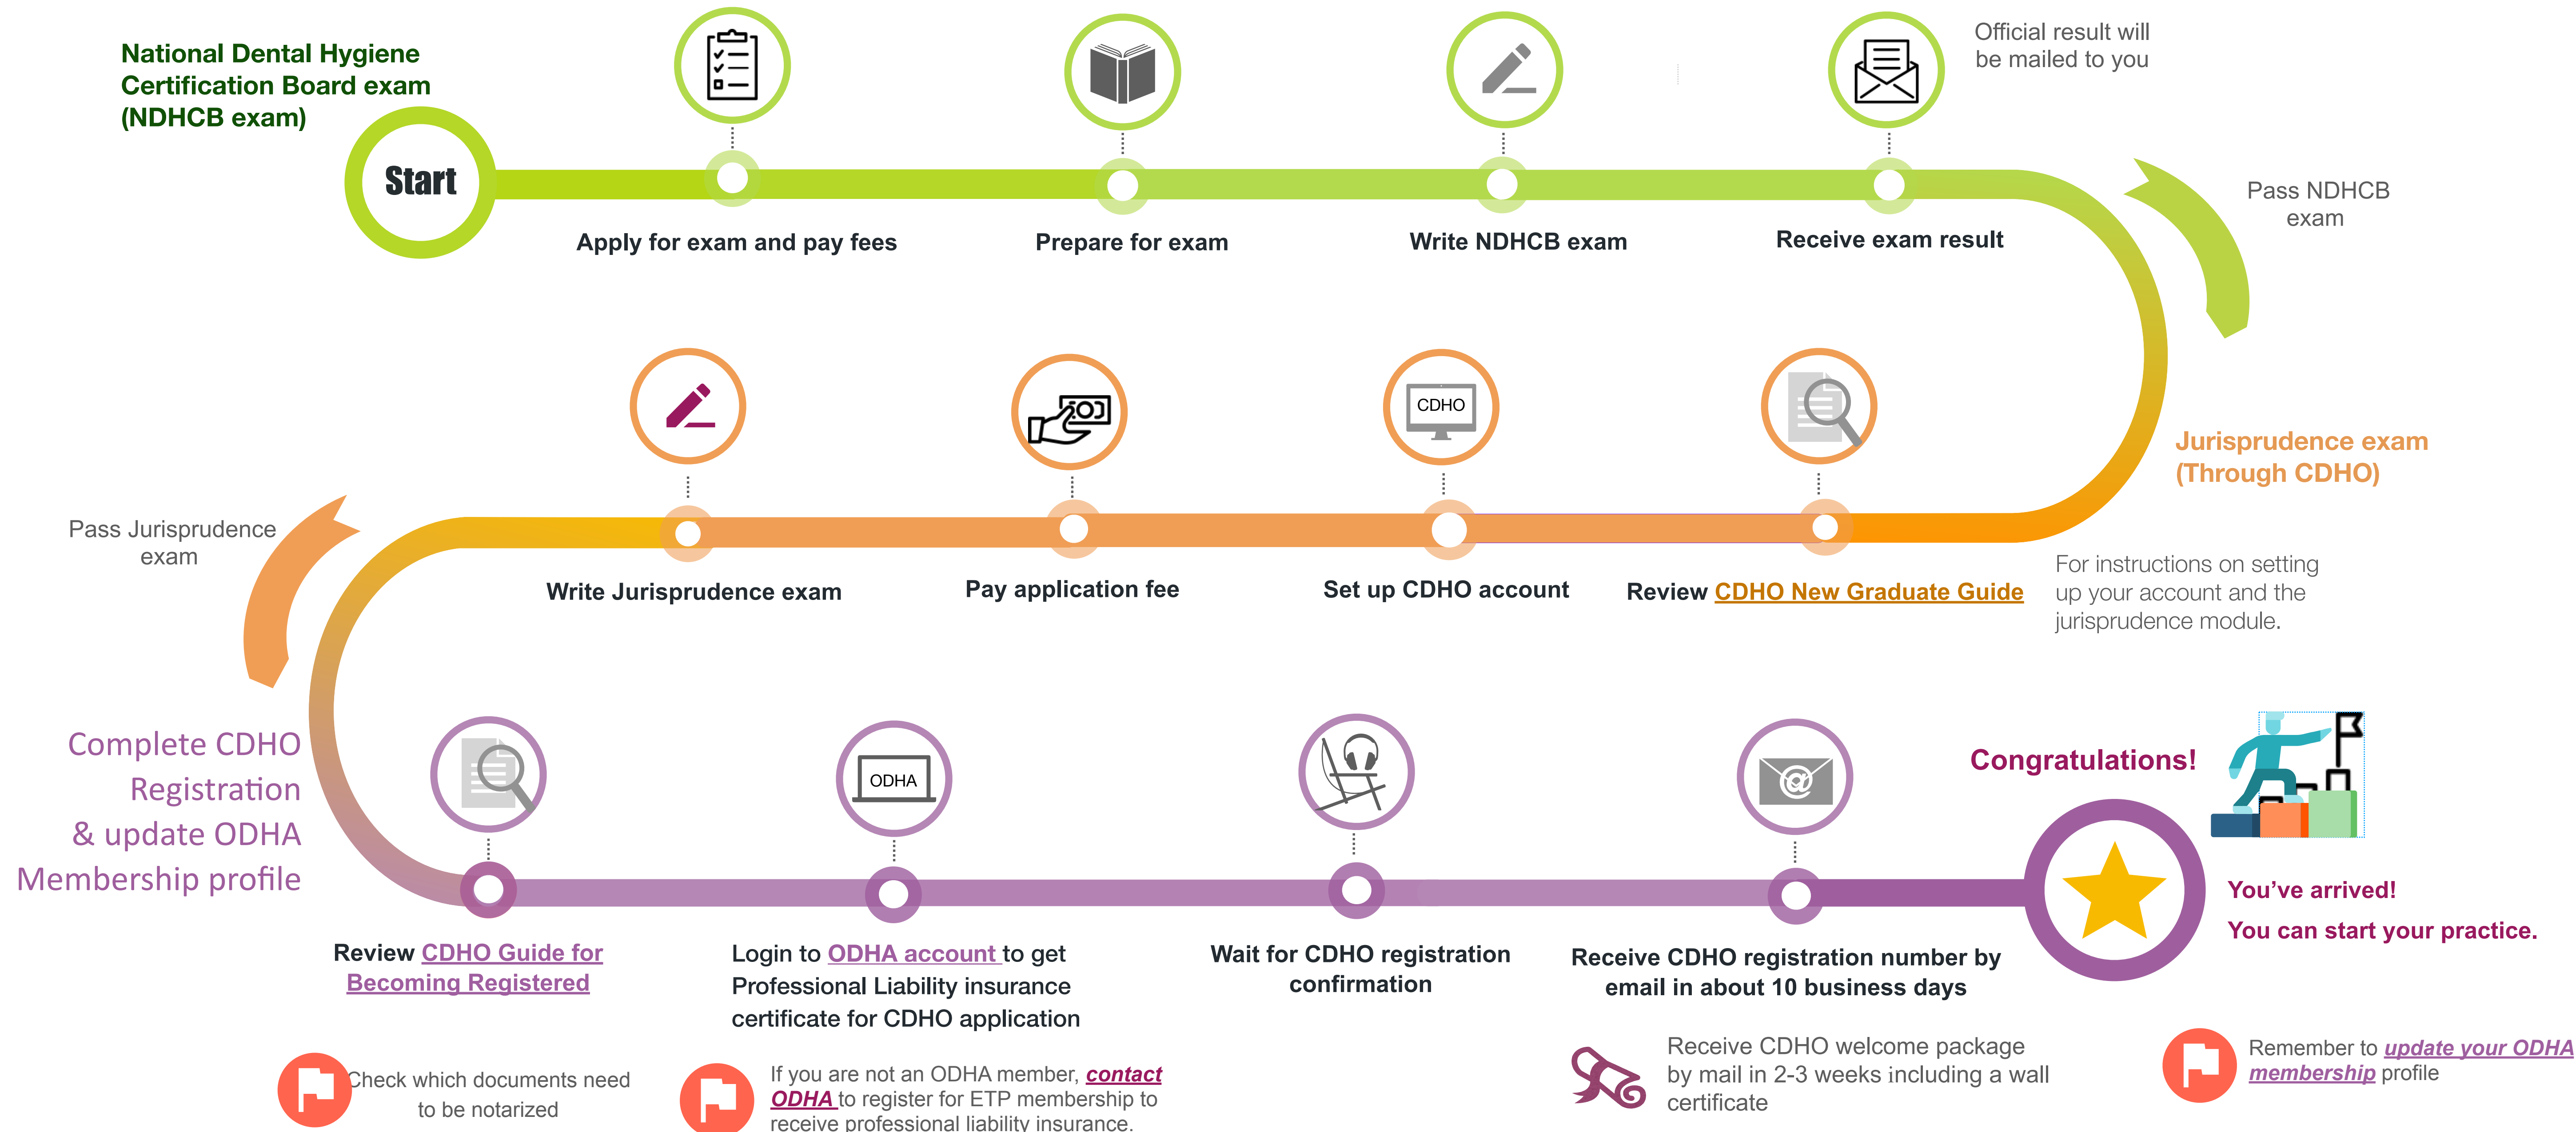 National Dental Hygiene
Certification Board exam
(NDHCB exam)
Official result will
be mailed to you
Start
Pass NDHCB
exam
Apply for exam and pay fees
Prepare for exam
Write NDHCB exam
Receive exam result
CDHO
Jurisprudence exam
(Through CDHO)
Pass Jurisprudence
exam
For instructions on setting
up your account and the
jurisprudence module.
Review CDHO New Graduate Guide
Set up CDHO account
Pay application fee
Write Jurisprudence exam
Complete CDHO
Registration
& update ODHA
Membership profile
ODHA
Congratulations!
You've arrived!
You can start your practice.
Review CDHO Guide for
Becoming Registered
Login to ODHA account to get
Professional Liability insurance
certificate for CDHO application
Wait for CDHO registration
confirmation
Receive CDHO registration number by
email in about 10 business days
Check which documents need
to be notarized
If you are not an ODHA member, contact
ODHA to register for ETP membership to
receive professional liability insurance.
Receive CDHO welcome package
by mail in 2-3 weeks including a wall
certificate
Remember to update your ODHA
membership profile